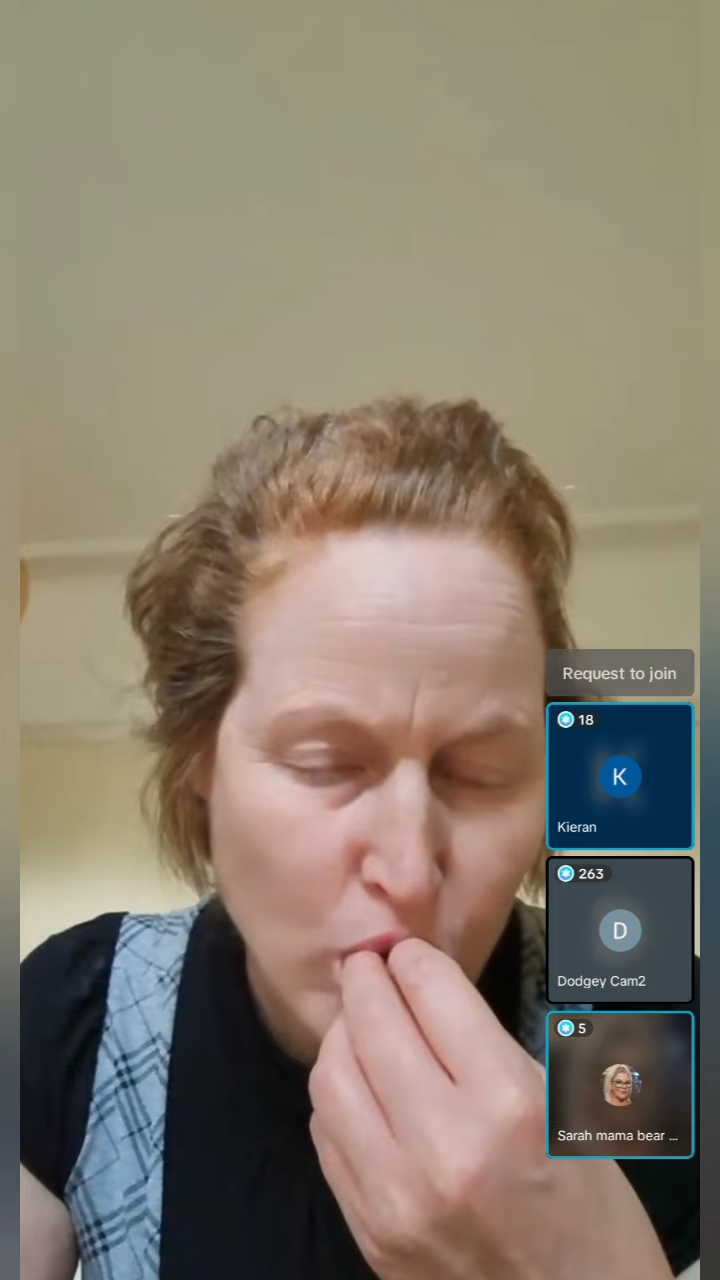 Request to join
18
K
Kieran
263
D
Dodgey Cam2
5
Sarah mama bear ...